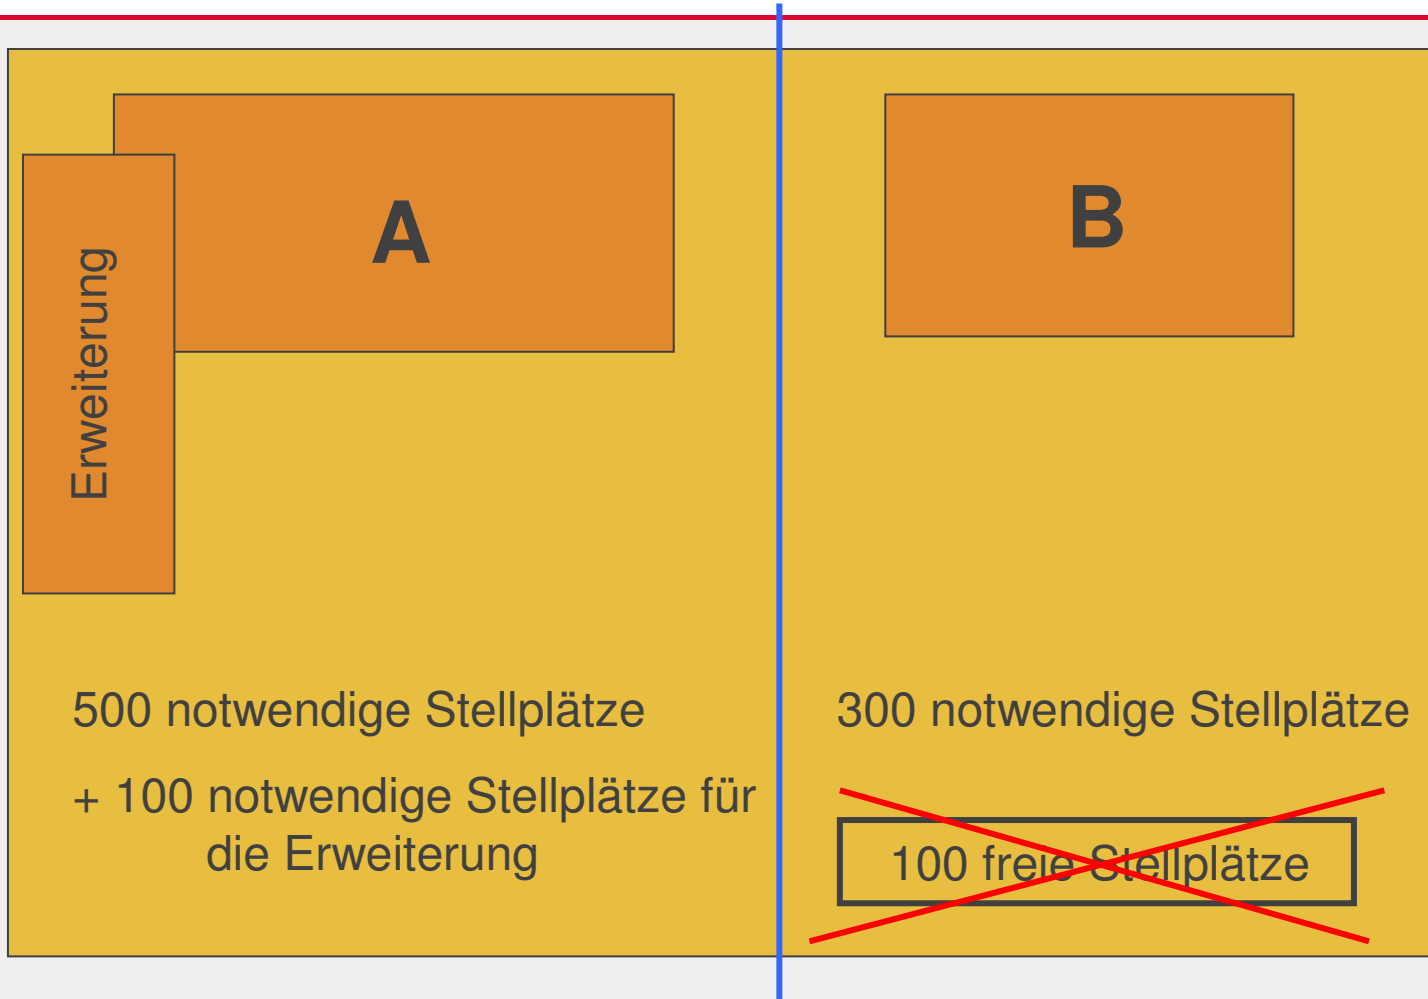 A
B
Erweiterung
500 notwendige Stellplätze
+ 100 notwendige Stellplätze für
die Erweiterung
300 notwendige Stellplätze
100 freie Stellplätze